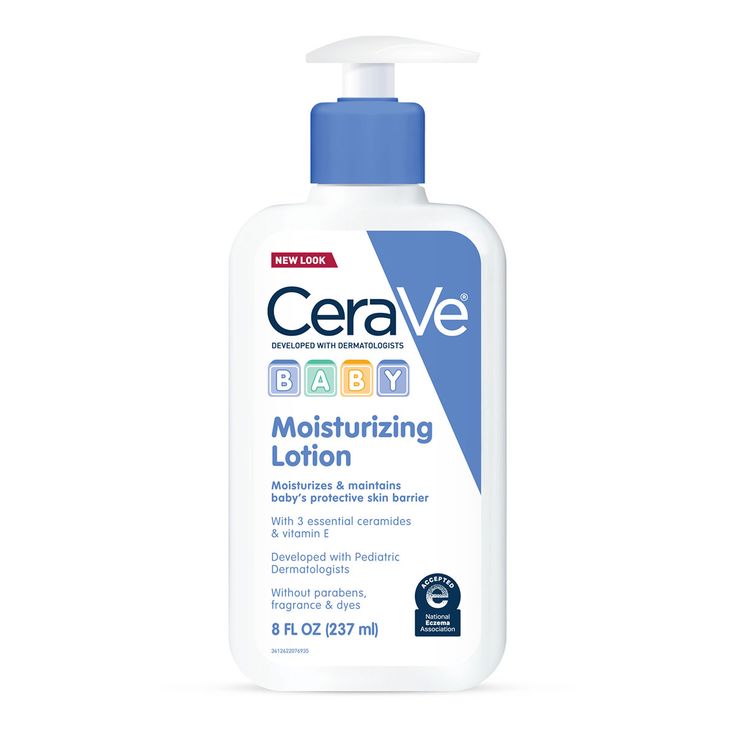 NEW LOOK
CeraVe®
DEVELOPED WITH DERMATOLOGISTS
BABY
Moisturizing
Lotion
Moisturizes & maintains
baby's protective skin barrier
With 3 essential ceramides
& vitamin E
Developed with Pediatric
Dermatologists
Without parabens,
fragrance & dyes
8 FL OZ (237 ml)
3612622076935
ACCEPTED
e
National
Eczema
Association